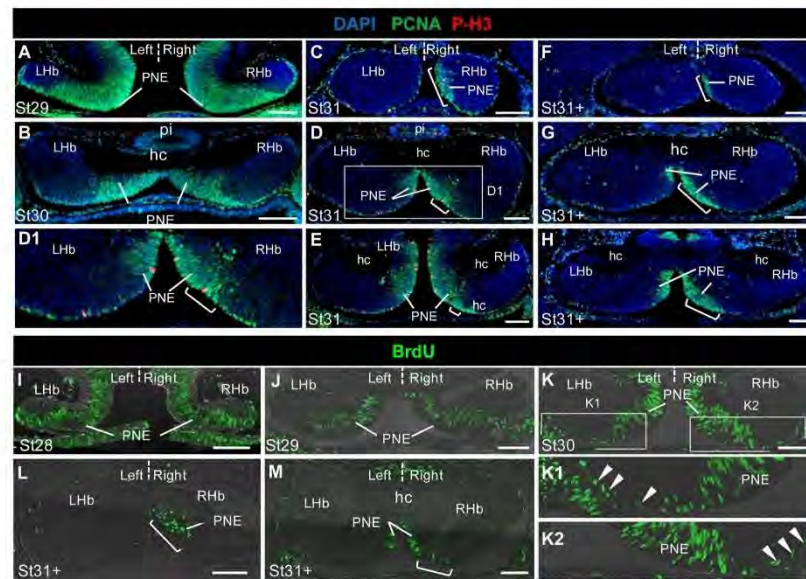 DAPI PCNA P-H3
A Left Right LHb RHb PNE St29
C Left Right LHb RHb PNE St31
F Left Right PNE St31+
B pi LHb hc RHb PNE St30
D pi LHb hc RHb PNE D1 St31
G LHb hc RHb PNE St31+
D1 LHb RHb PNE
E LHb hc hc RHb hc PNE St31
H LHb hc hc RHb PNE St31+
BrdU
I LHb Left Right RHb PNE St28
J Left Right LHb RHb PNE St29
K LHb Left Right RHb PNE K1 K2 St30
L Left Right LHb RHb PNE St31+
M Left Right LHb hc RHb PNE St31+
K1 PNE
K2 PNE